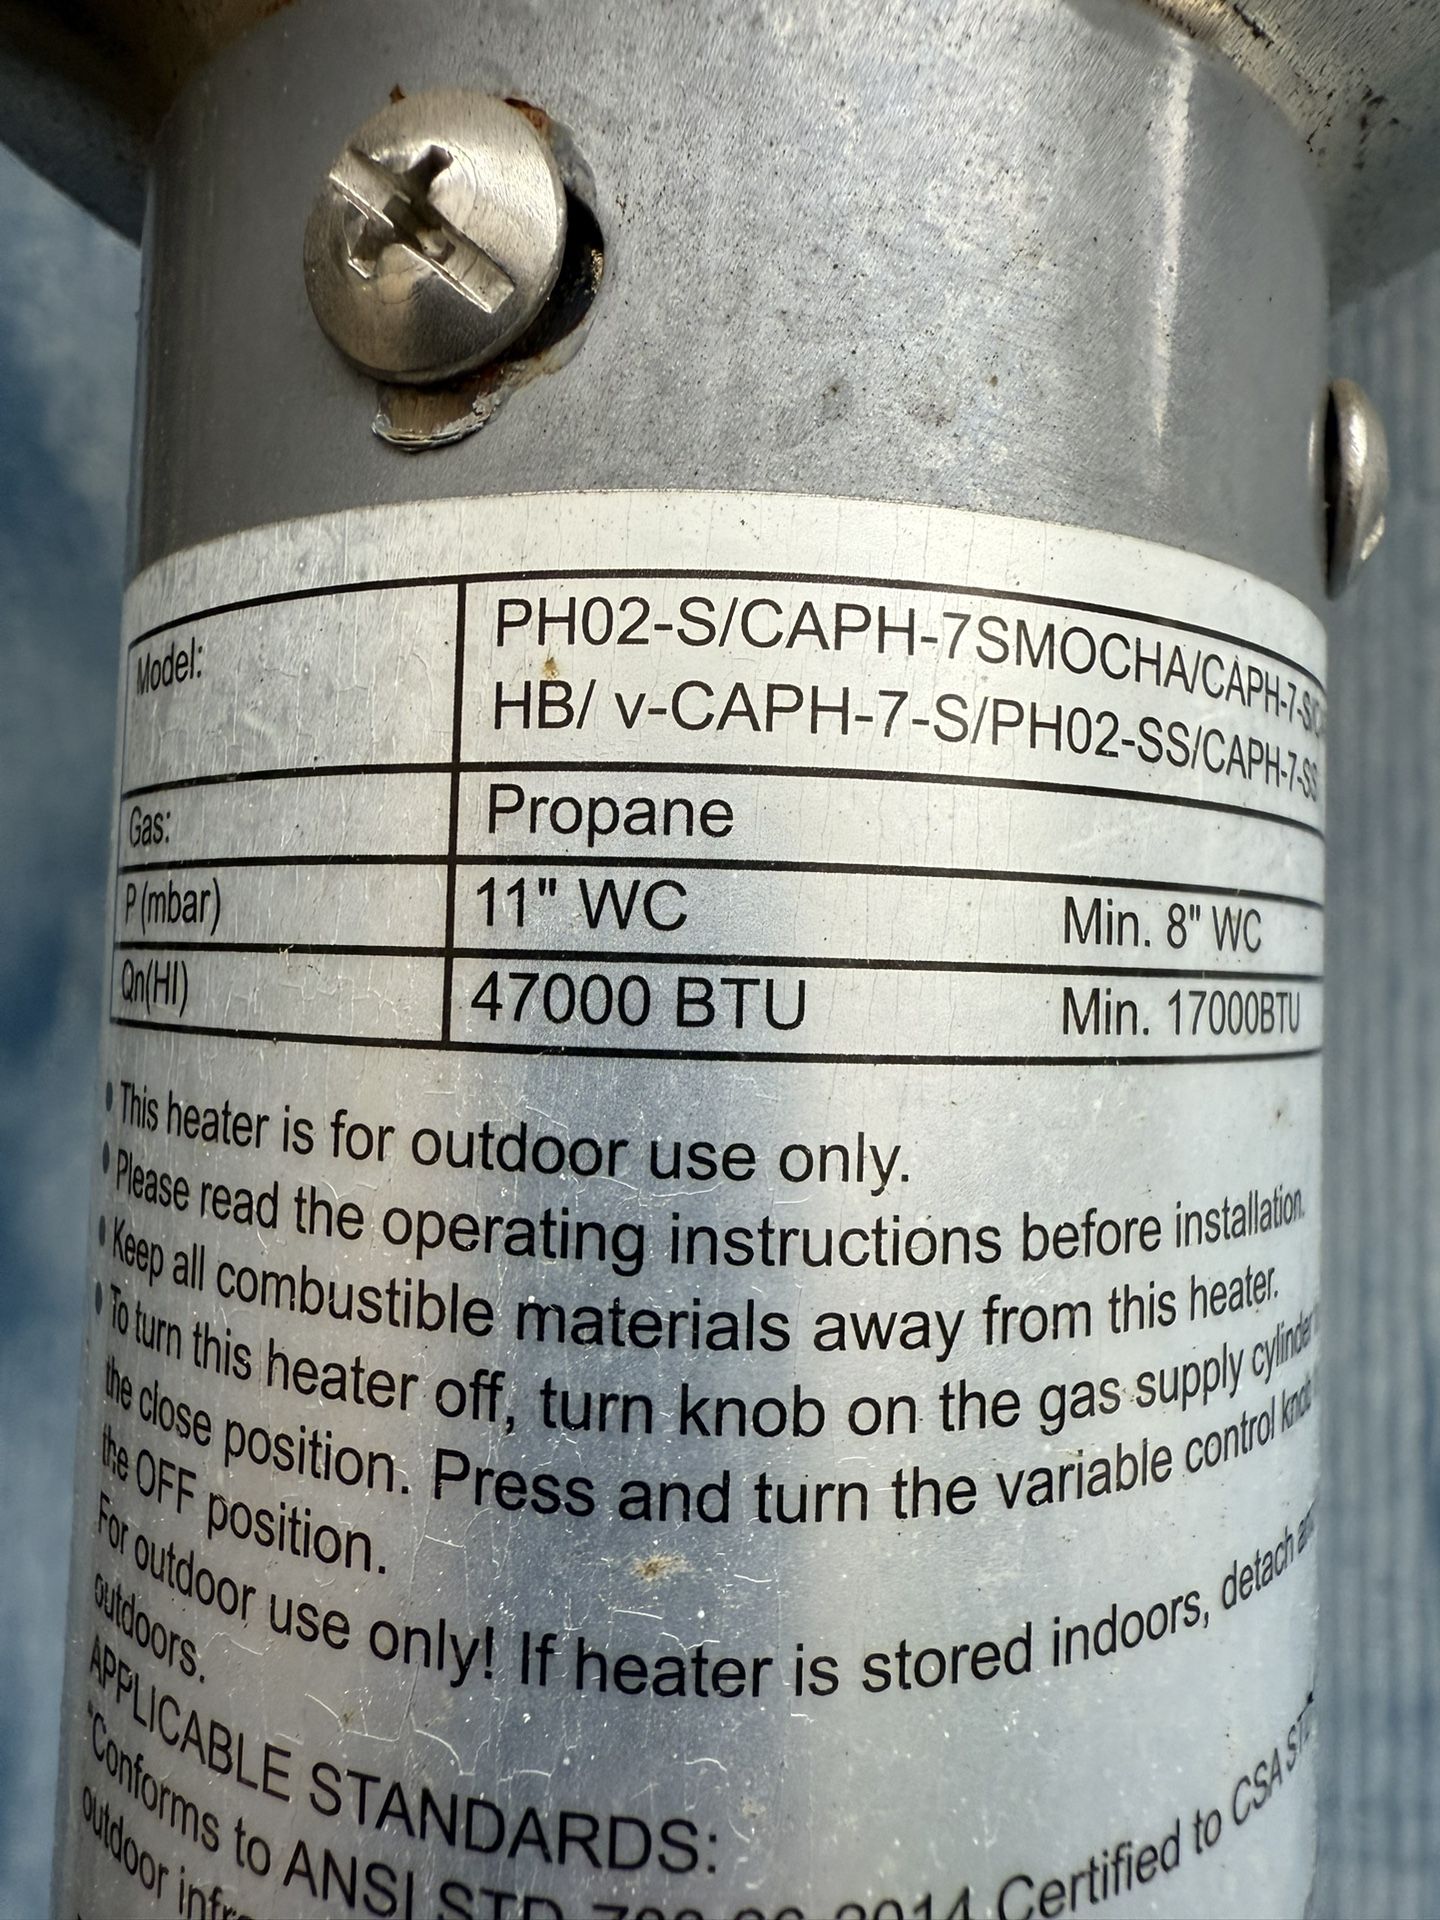 Model: PH02-S/CAPH-7SMOCHA/CAPH-7-S/
HB/ v-CAPH-7-S/PH02-SS/CAPH-7-SS
Gas: Propane
P (mbar) 11" WC Min. 8" WC
Qn(HI) 47000 BTU Min. 17000BTU
• This heater is for outdoor use only.
• Please read the operating instructions before installation.
• Keep all combustible materials away from this heater.
• To turn this heater off, turn knob on the gas supply cylinder
the close position. Press and turn the variable control knob
the OFF position.
For outdoor use only! If heater is stored indoors, detach
outdoors.
APPLICABLE STANDARDS:
"Conforms to ANSI STD 2014 Certified to CSA
outdoor